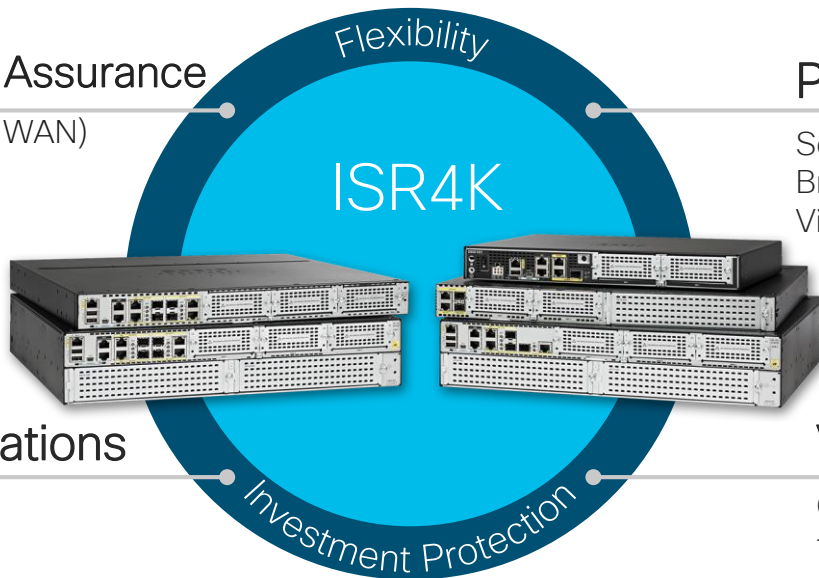 Flexibility
Assurance
WAN)
ISR4K
ations
Investment Protection